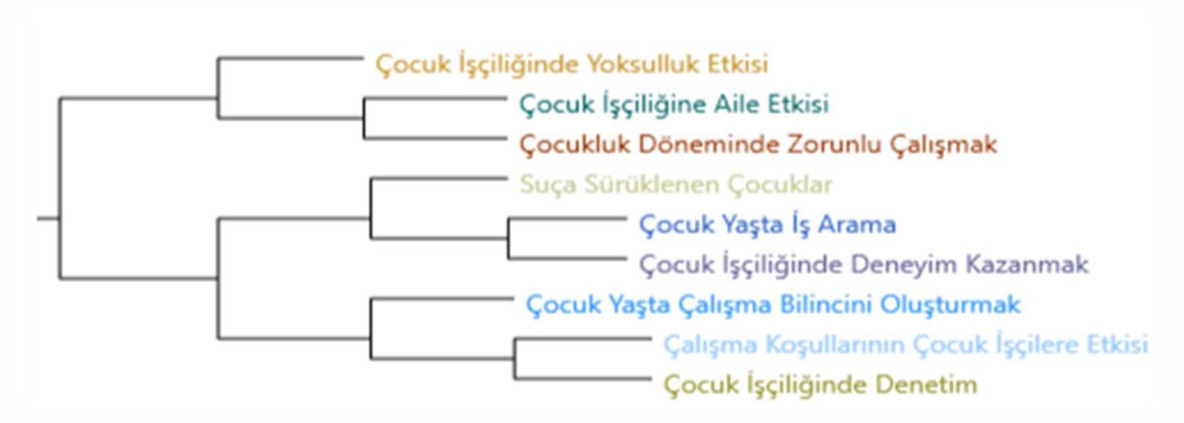 Çocuk İşçiliğinde Yoksulluk Etkisi
Çocuk İşçiliğine Aile Etkisi
Çocukluk Döneminde Zorunlu Çalışmak
Suça Sürüklenen Çocuklar
Çocuk Yaşta İş Arama
Çocuk İşçiliğinde Deneyim Kazanmak
Çocuk Yaşta Çalışma Bilincini Oluşturmak
Çalışma Koşullarının Çocuk İşçilere Etkisi
Çocuk İşçiliğinde Denetim